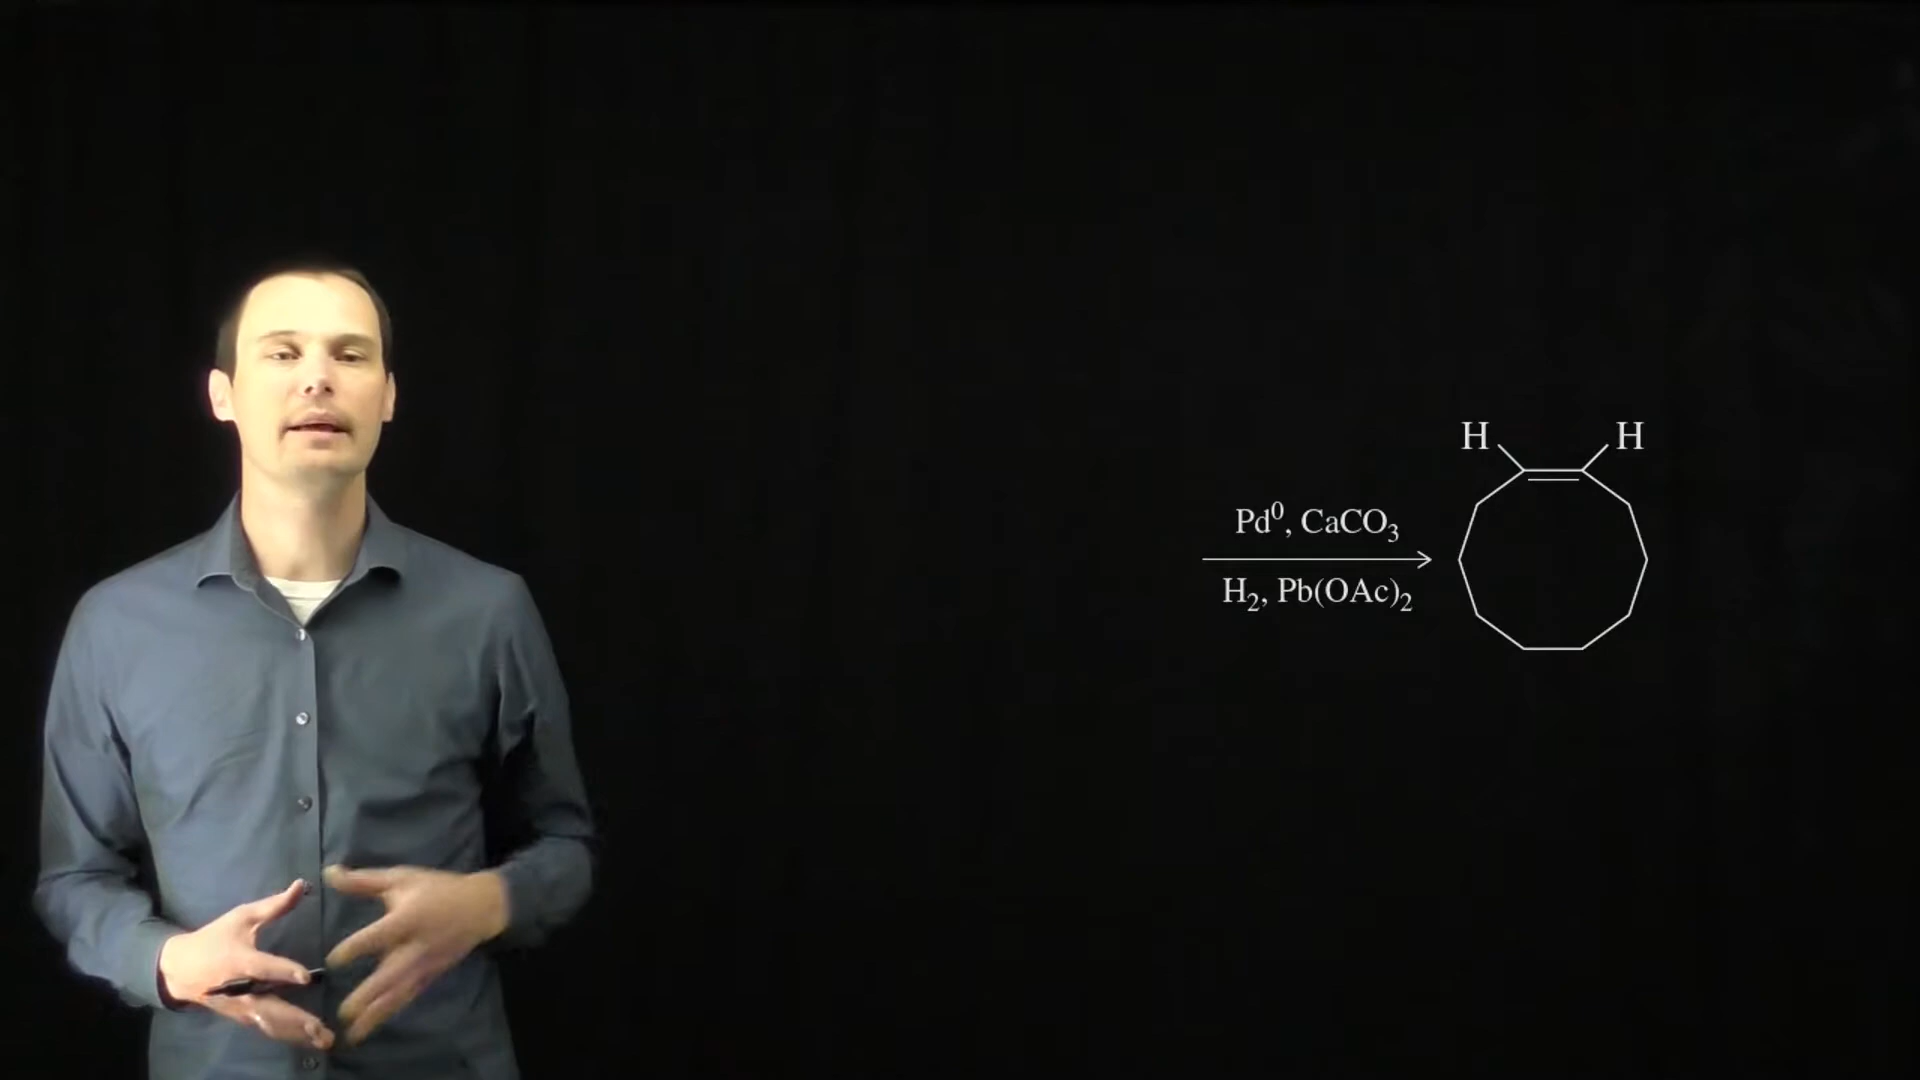 H H
Pd⁰, CaCO₃
H₂, Pb(OAc)₂